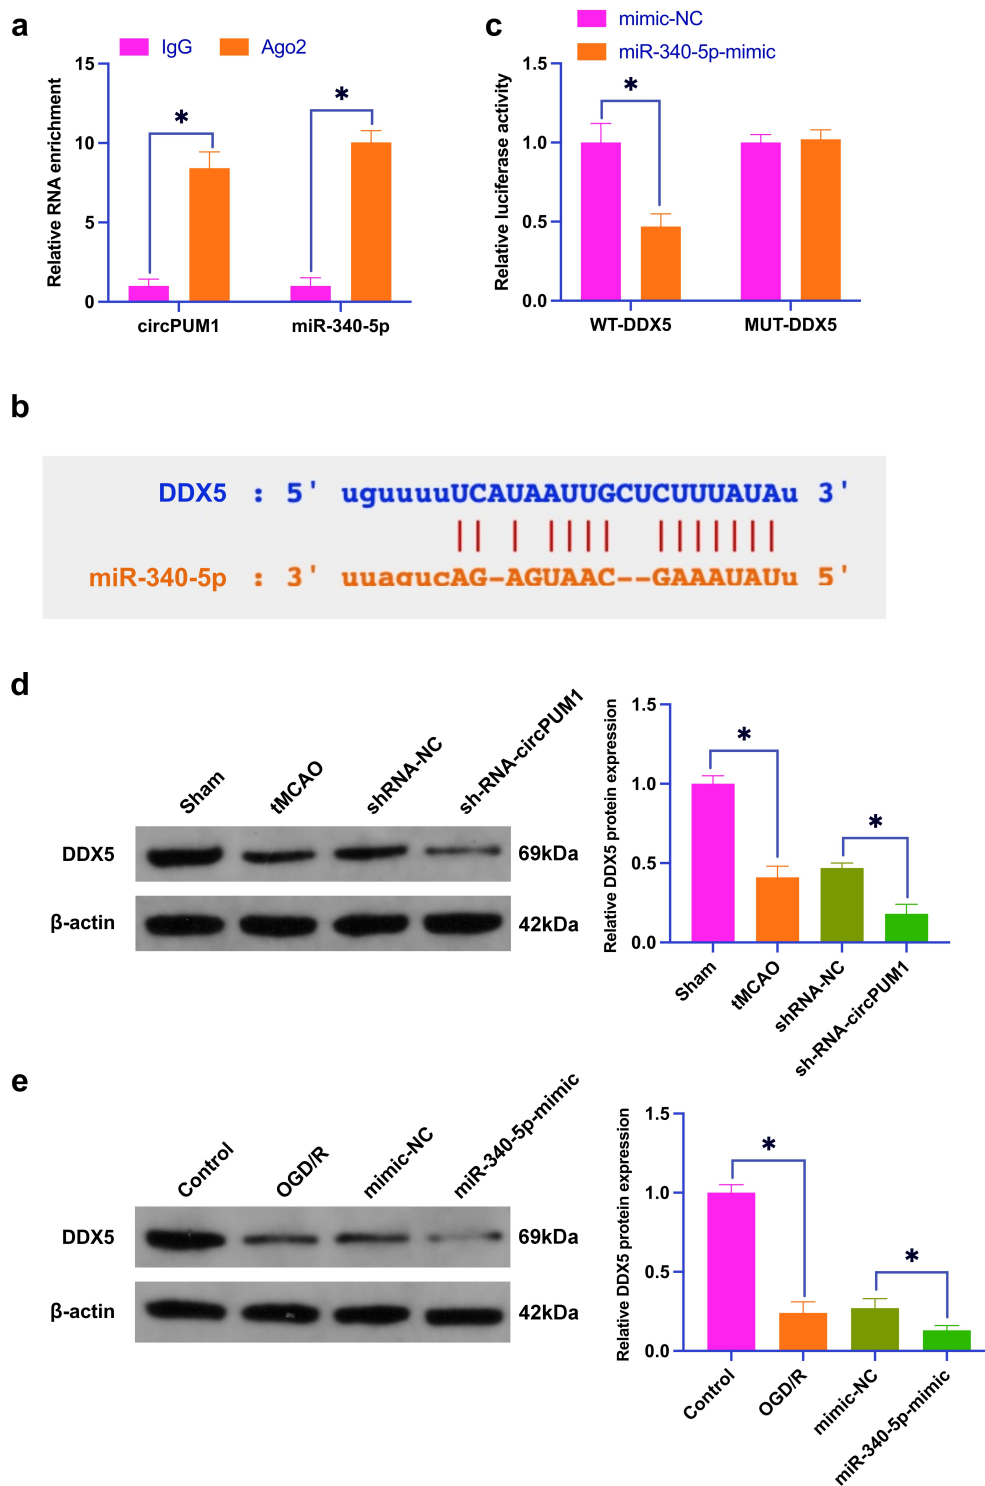 a
IgG Ago2
Relative RNA enrichment
15
10
5
0
*
*
circPUM1 miR-340-5p
c
mimic-NC
miR-340-5p-mimic
Relative luciferase activity
1.5
1.0
0.5
0.0
*
WT-DDX5 MUT-DDX5
b
DDX5 : 5' uguuuuUCAUAAUUGCUCUUUAUAu 3'
miR-340-5p : 3' uuagucAG-AGUAAC--GAAAUAUu 5'
d
Sham tMCAO shRNA-NC sh-RNA-circPUM1
DDX5 69kDa
β-actin 42kDa
Relative DDX5 protein expression
1.5
1.0
0.5
0.0
*
*
Sham tMCAO shRNA-NC sh-RNA-circPUM1
e
Control OGD/R mimic-NC miR-340-5p-mimic
DDX5 69kDa
β-actin 42kDa
Relative DDX5 protein expression
1.5
1.0
0.5
0.0
*
*
Control OGD/R mimic-NC miR-340-5p-mimic